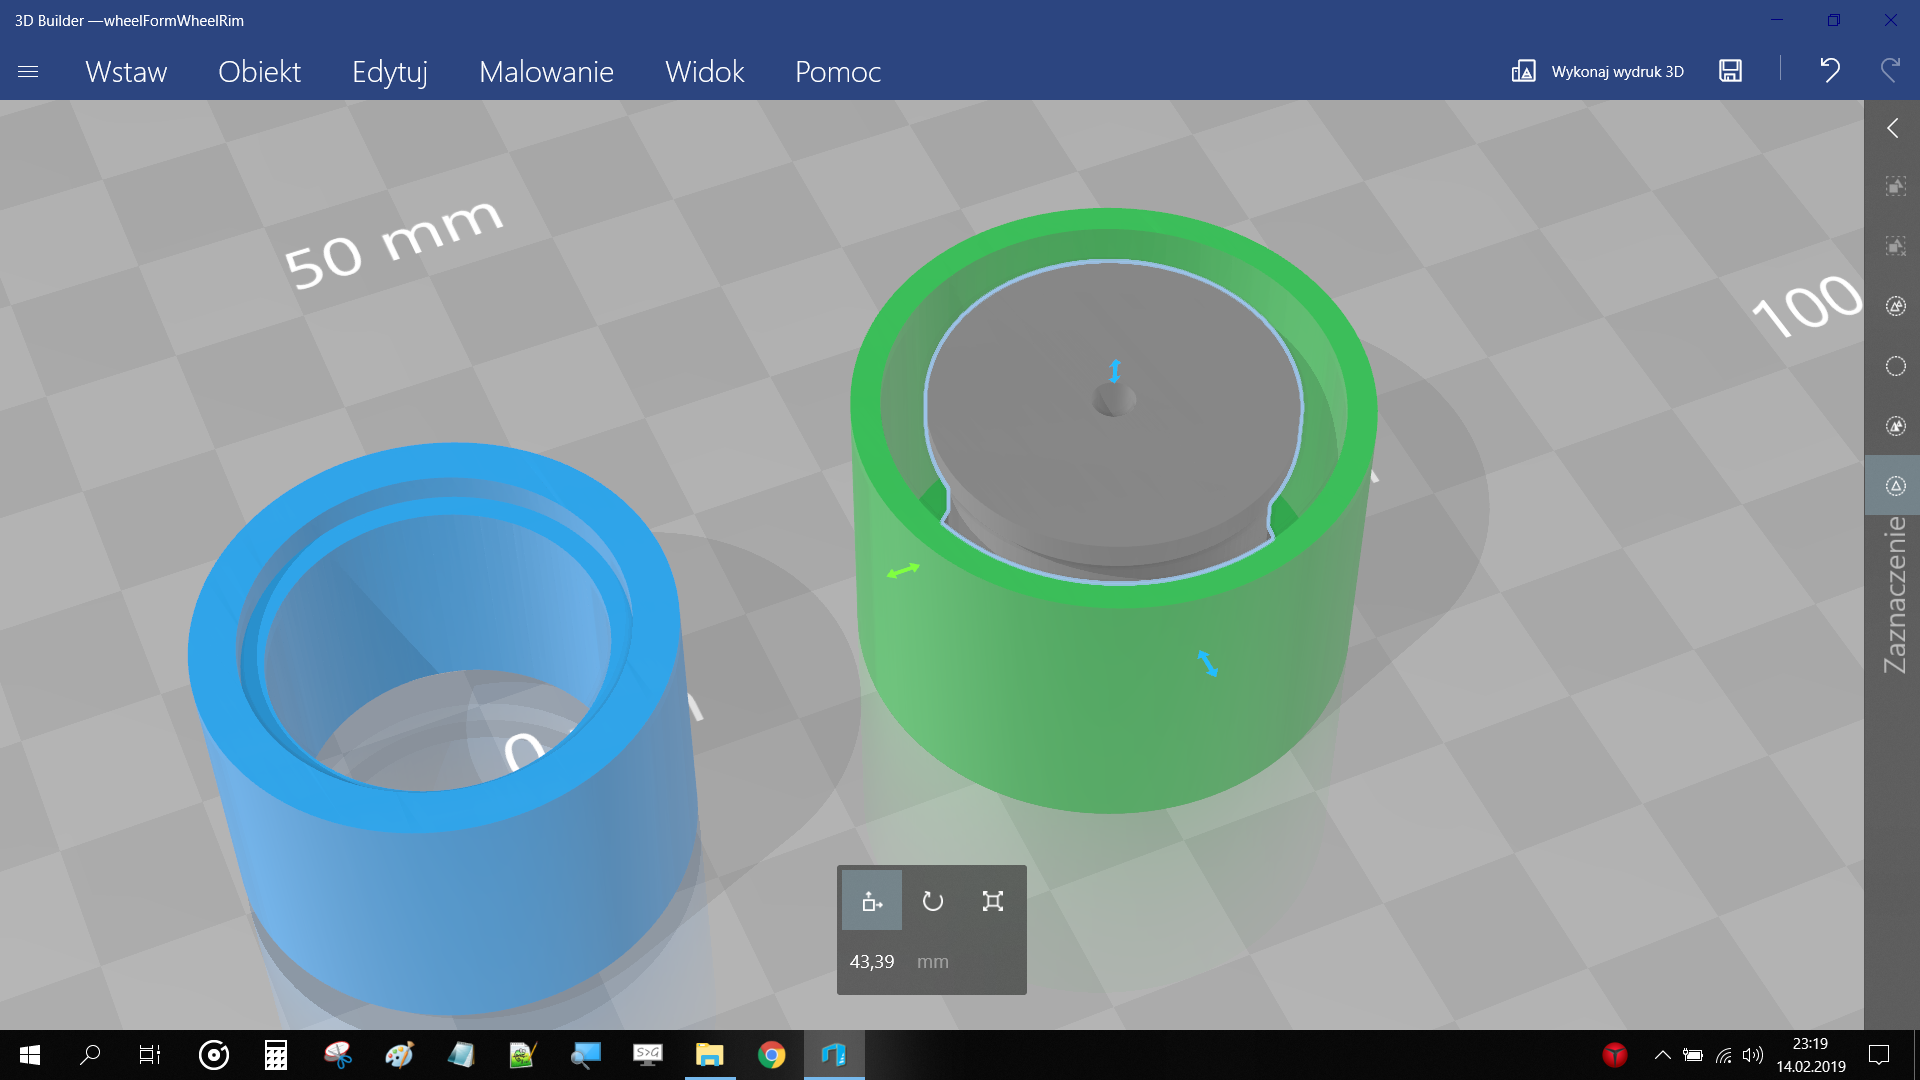 3D Builder —wheelFormWheelRim
Wstaw
Obiekt
Edytuj
Malowanie
Widok
Pomoc
Wykonaj wydruk 3D
50 mm
100
0
Zaznaczenie
43,39 mm
S>G
23:19
14.02.2019